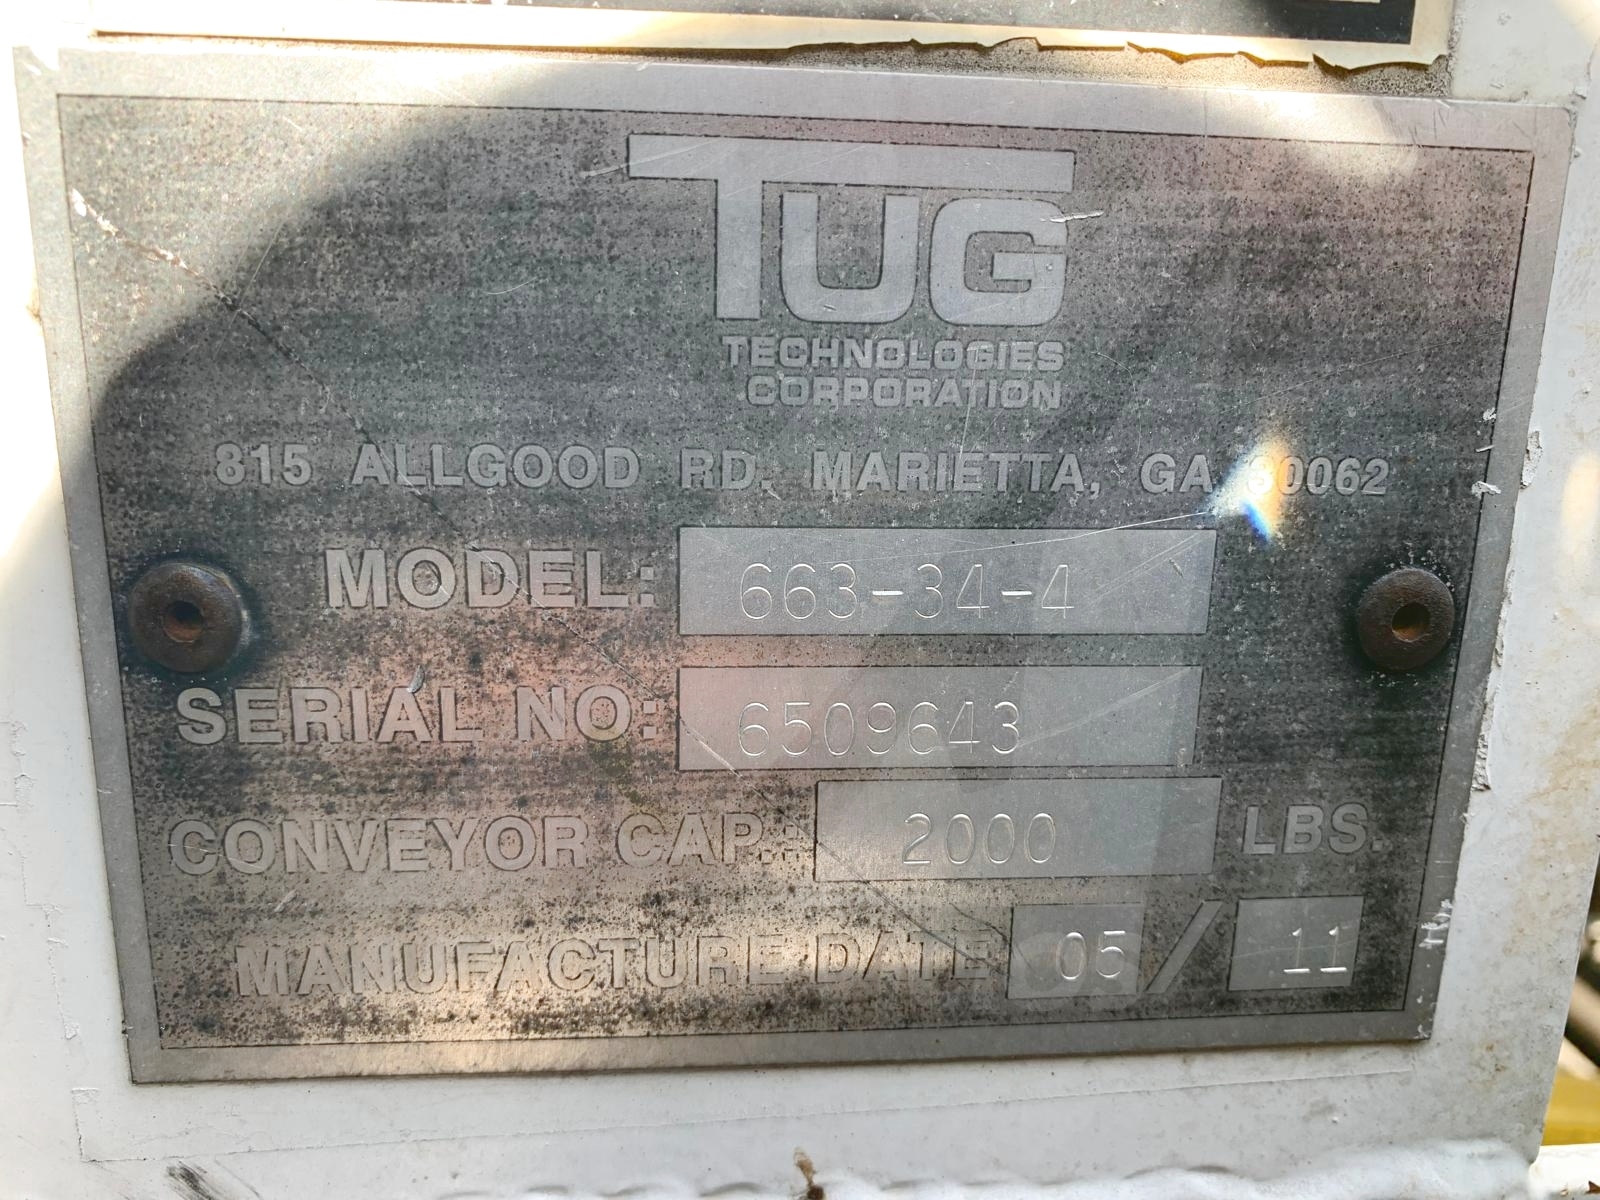 TUG
TECHNOLOGIES
CORPORATION
815 ALLGOOD RD. MARIETTA, GA 30062
MODEL: 663-34-4
SERIAL NO: 6509643
CONVEYOR CAP.: 2000 LBS.
MANUFACTURE DATE 05 / 11